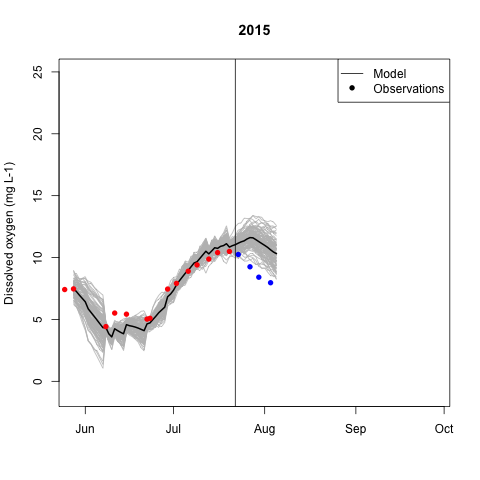 2015
Model
Observations
Dissolved oxygen (mg L-1)
25
20
15
10
5
0
Jun
Jul
Aug
Sep
Oct